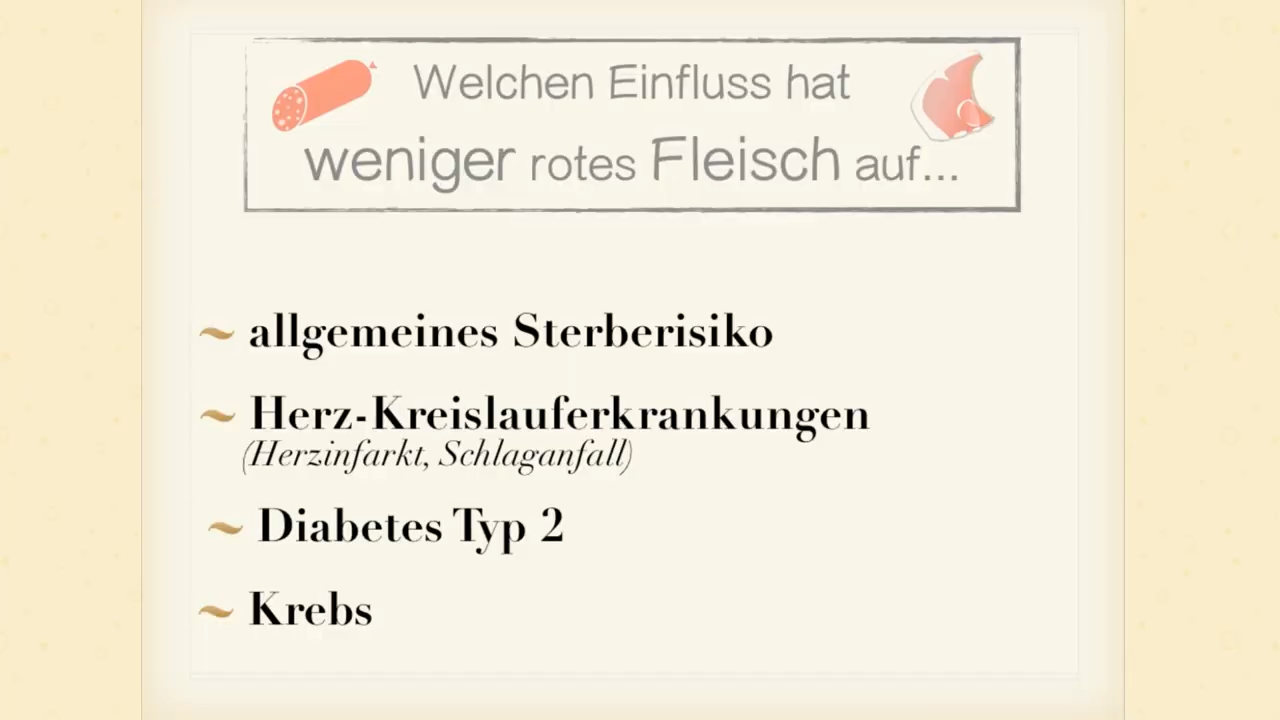 Welchen Einfluss hat
weniger rotes Fleisch auf...
~ allgemeines Sterberisiko
~ Herz-Kreislauferkrankungen
(Herzinfarkt, Schlaganfall)
~ Diabetes Typ 2
~ Krebs